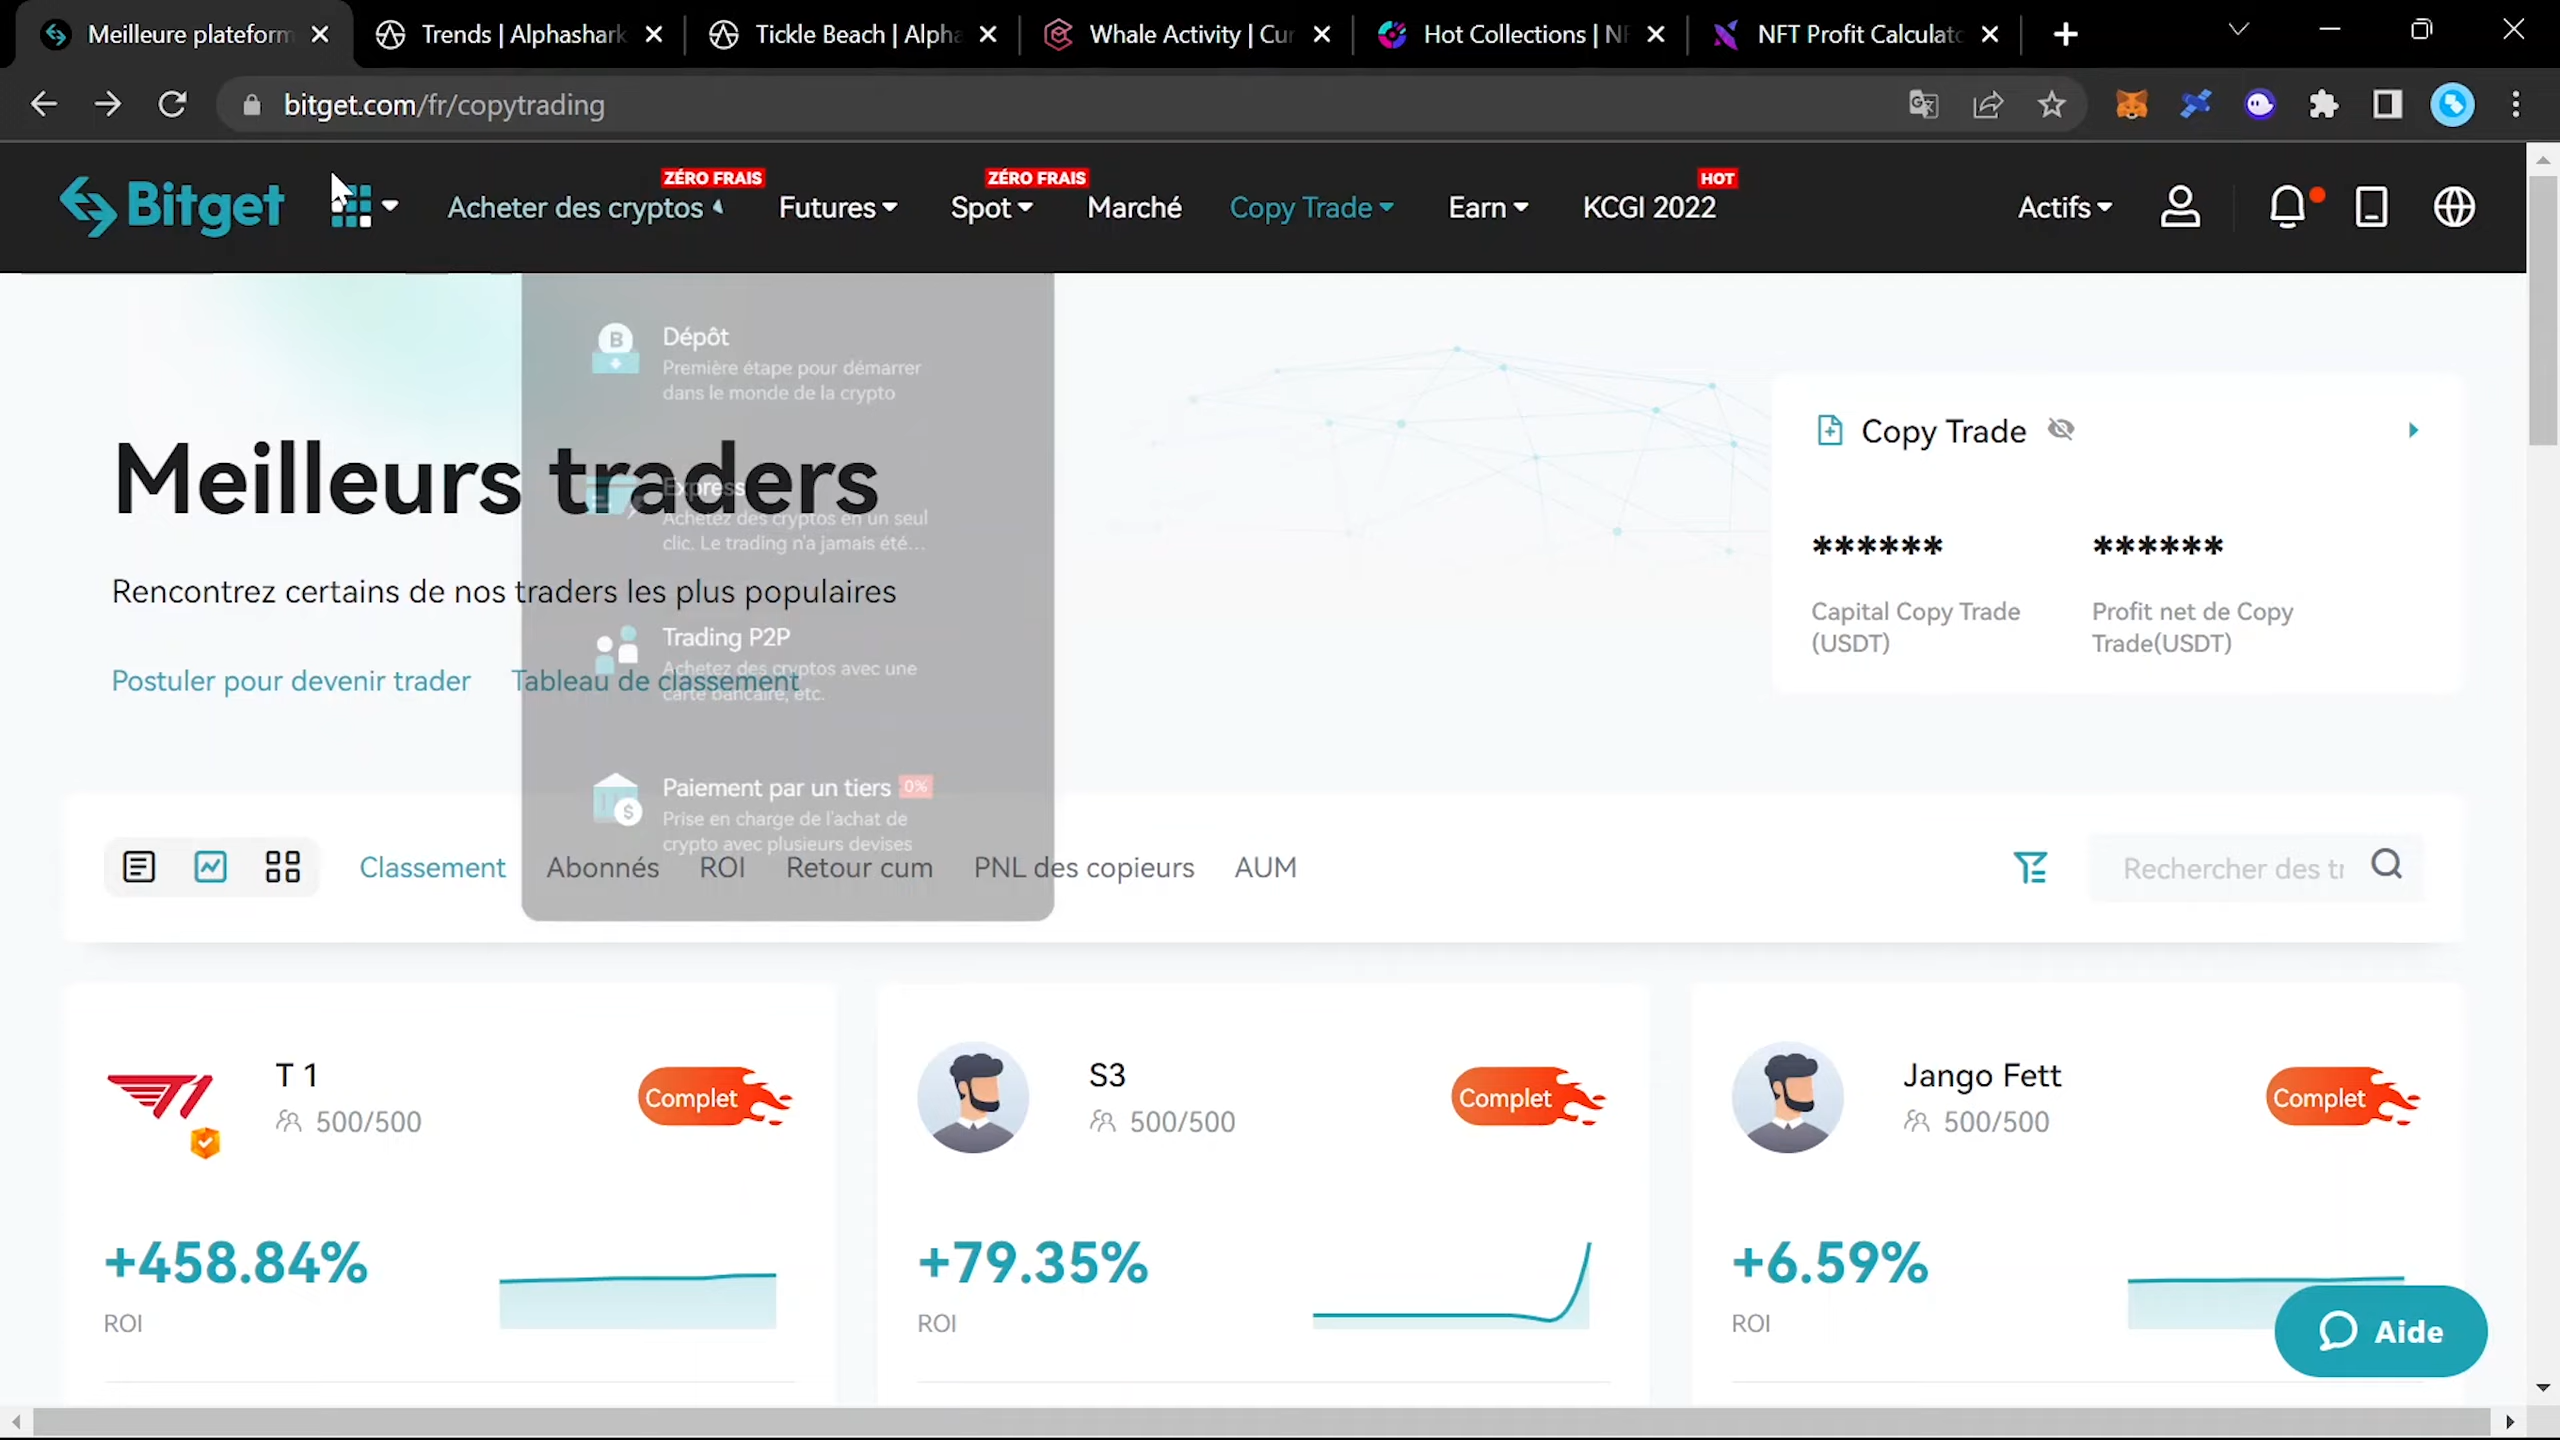 Meilleure plateform
Trends | Alphashark
Tickle Beach | Alpha
Whale Activity | Cur
Hot Collections | NF
NFT Profit Calculato
bitget.com/fr/copytrading
Bitget
Acheter des cryptos
ZÉRO FRAIS
Futures
Spot
ZÉRO FRAIS
Marché
Copy Trade
Earn
KCGI 2022
HOT
Actifs
Dépôt
Première étape pour démarrer
dans le monde de la crypto
Express
Achetez des cryptos en un seul
clic. Le trading n'a jamais été...
Trading P2P
Achetez des cryptos avec une
carte bancaire, etc.
Paiement par un tiers 0%
Prise en charge de l'achat de
crypto avec plusieurs devises
Meilleurs traders
Rencontrez certains de nos traders les plus populaires
Postuler pour devenir trader
Tableau de classement
Copy Trade
******
******
Capital Copy Trade
(USDT)
Profit net de Copy
Trade(USDT)
Classement
Abonnés
ROI
Retour cum
PNL des copieurs
AUM
Rechercher des tr
T 1
500/500
Complet
+458.84%
ROI
S3
500/500
Complet
+79.35%
ROI
Jango Fett
500/500
Complet
+6.59%
ROI
Aide